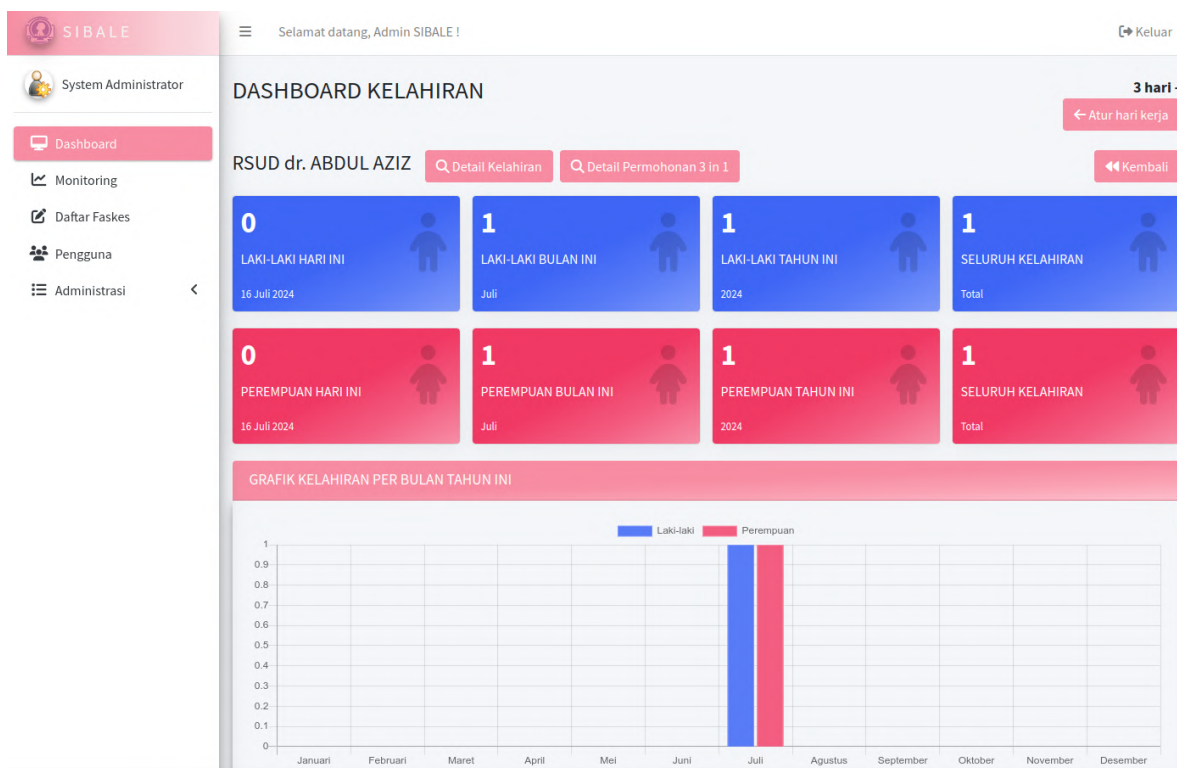 SIBALE
Selamat datang, Admin SIBALE !
Keluar
System Administrator
Dashboard
Monitoring
Daftar Faskes
Pengguna
Administrasi
DASHBOARD KELAHIRAN
3 hari -
Atur hari kerja
RSUD dr. ABDUL AZIZ
Detail Kelahiran
Detail Permohonan 3 in 1
Kembali
0
LAKI-LAKI HARI INI
16 Juli 2024
1
LAKI-LAKI BULAN INI
Juli
1
LAKI-LAKI TAHUN INI
2024
1
SELURUH KELAHIRAN
Total
0
PEREMPUAN HARI INI
16 Juli 2024
1
PEREMPUAN BULAN INI
Juli
1
PEREMPUAN TAHUN INI
2024
1
SELURUH KELAHIRAN
Total
GRAFIK KELAHIRAN PER BULAN TAHUN INI
Laki-laki Perempuan
1
0.9
0.8
0.7
0.6
0.5
0.4
0.3
0.2
0.1
0
Januari Februari Maret April Mei Juni Juli Agustus September Oktober November Desember